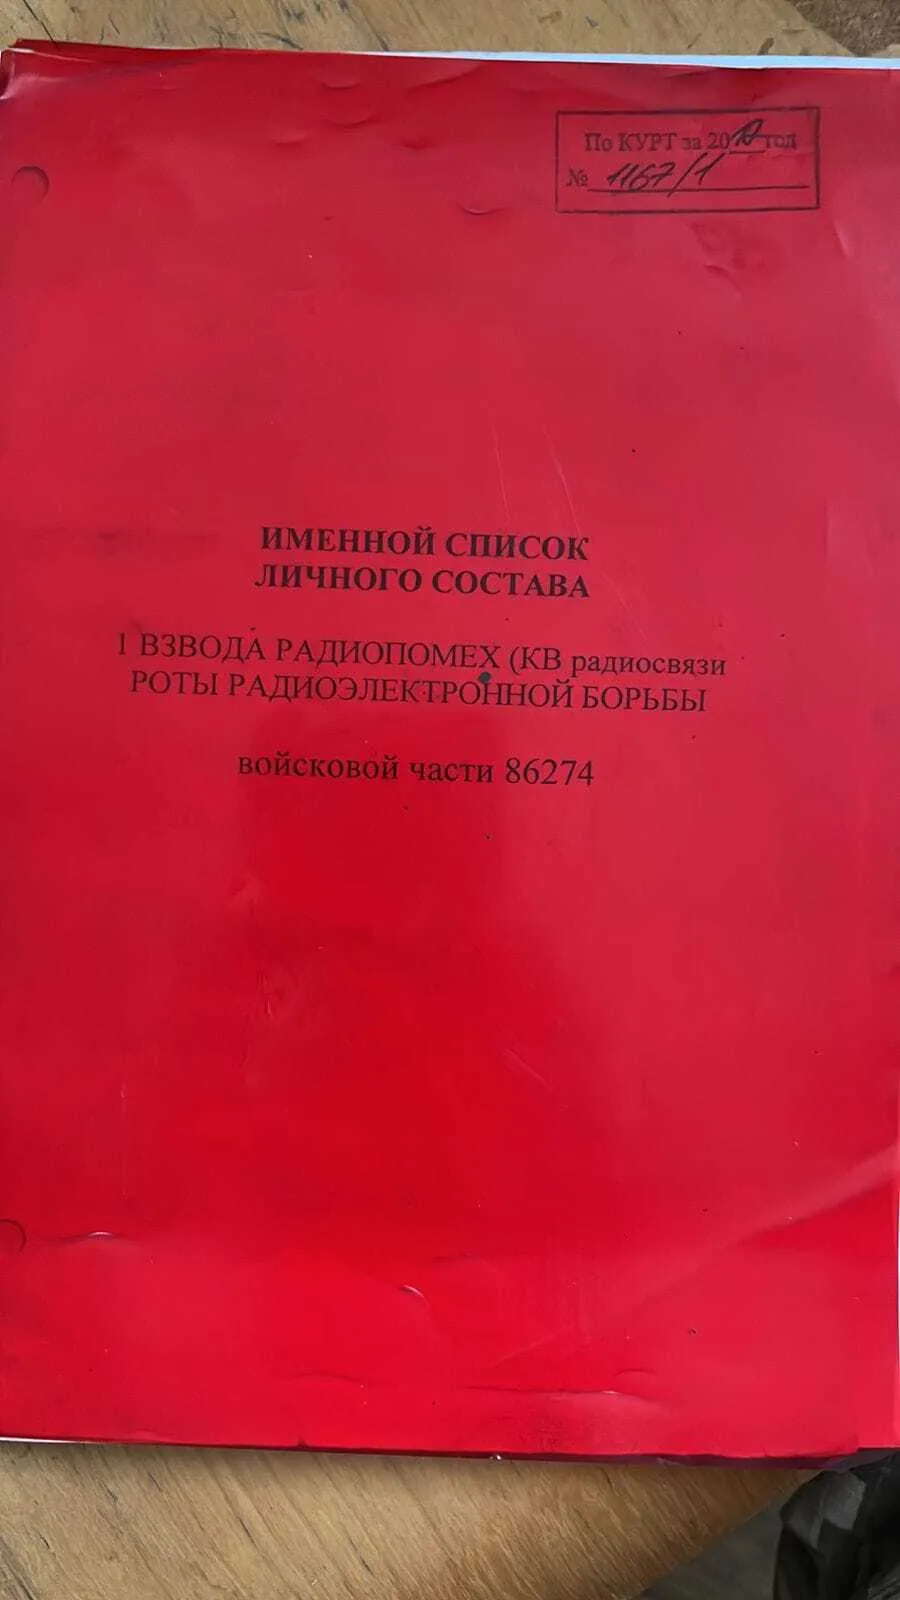 По КУРТ за 20 год
№ 1167/1
ИМЕННОЙ СПИСОК
ЛИЧНОГО СОСТАВА
1 ВЗВОДА РАДИОПОМЕХ (КВ радиосвязи
РОТЫ РАДИОЭЛЕКТРОННОЙ БОРЬБЫ
войсковой части 86274